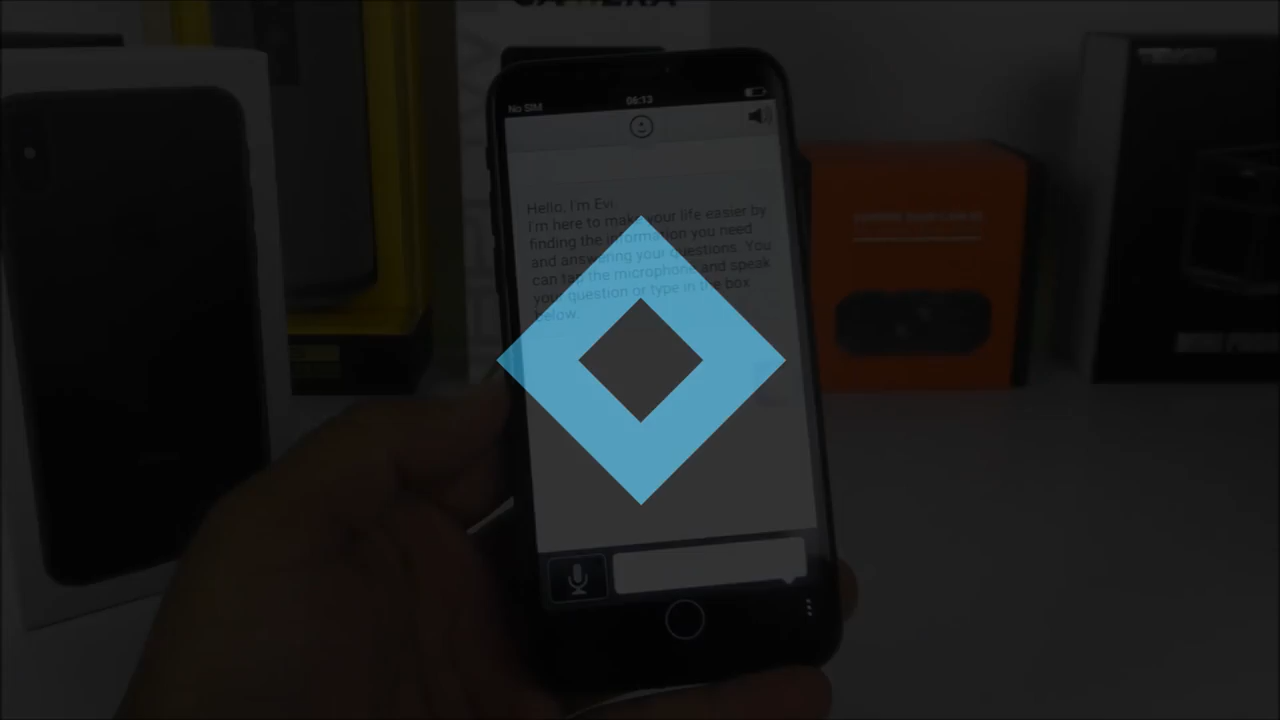 CAMERA
No SIM
06:13
Hello, I'm Evi.
I'm here to make your life easier by
finding the information you need
and answering your questions. You
can tap the microphone and speak
your question or type in the box
below.